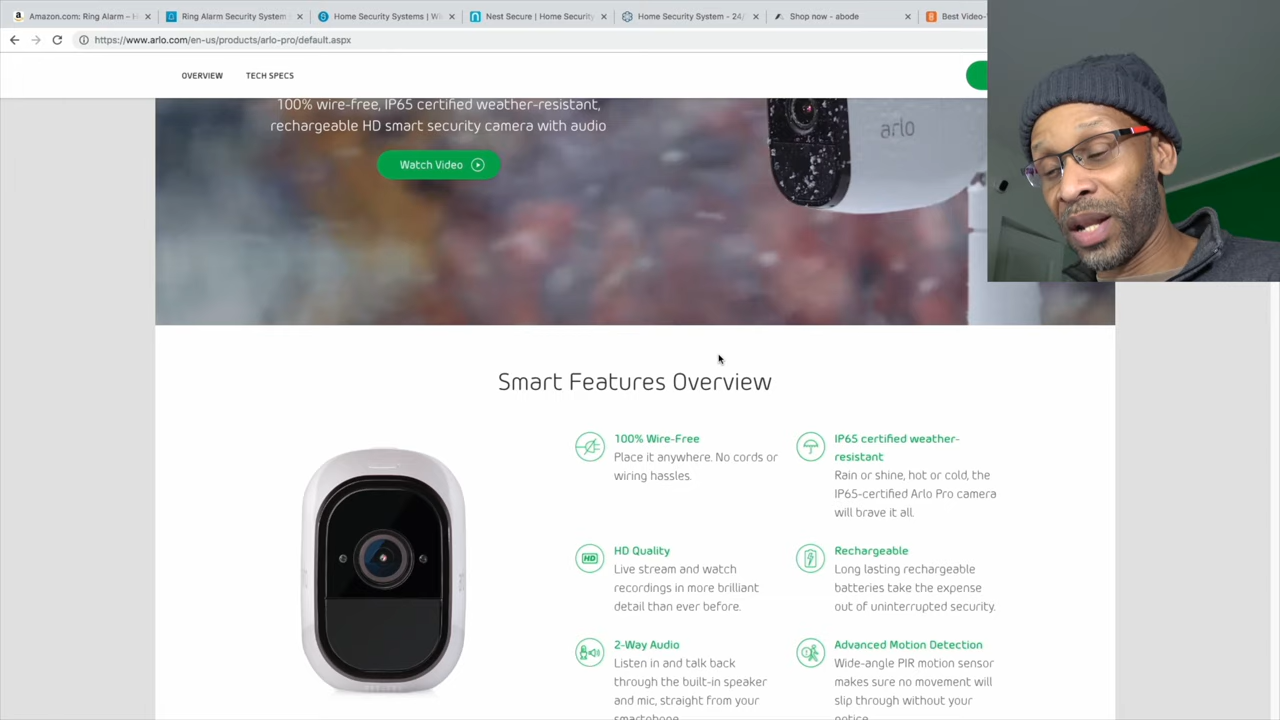 Amazon.com: Ring Alarm – H
Ring Alarm Security System
Home Security Systems | Wi
Nest Secure | Home Security
Home Security System - 24/
Shop now - abode
Best Video-
https://www.arlo.com/en-us/products/arlo-pro/default.aspx
OVERVIEW
TECH SPECS
100% wire-free, IP65 certified weather-resistant,
rechargeable HD smart security camera with audio
arlo
Watch Video
Smart Features Overview
100% Wire-Free
Place it anywhere. No cords or
wiring hassles.
IP65 certified weather-
resistant
Rain or shine, hot or cold, the
IP65-certified Arlo Pro camera
will brave it all.
HD
HD Quality
Live stream and watch
recordings in more brilliant
detail than ever before.
Rechargeable
Long lasting rechargeable
batteries take the expense
out of uninterrupted security.
2-Way Audio
Listen in and talk back
through the built-in speaker
and mic, straight from your
smartphone.
Advanced Motion Detection
Wide-angle PIR motion sensor
makes sure no movement will
slip through without your
notice.